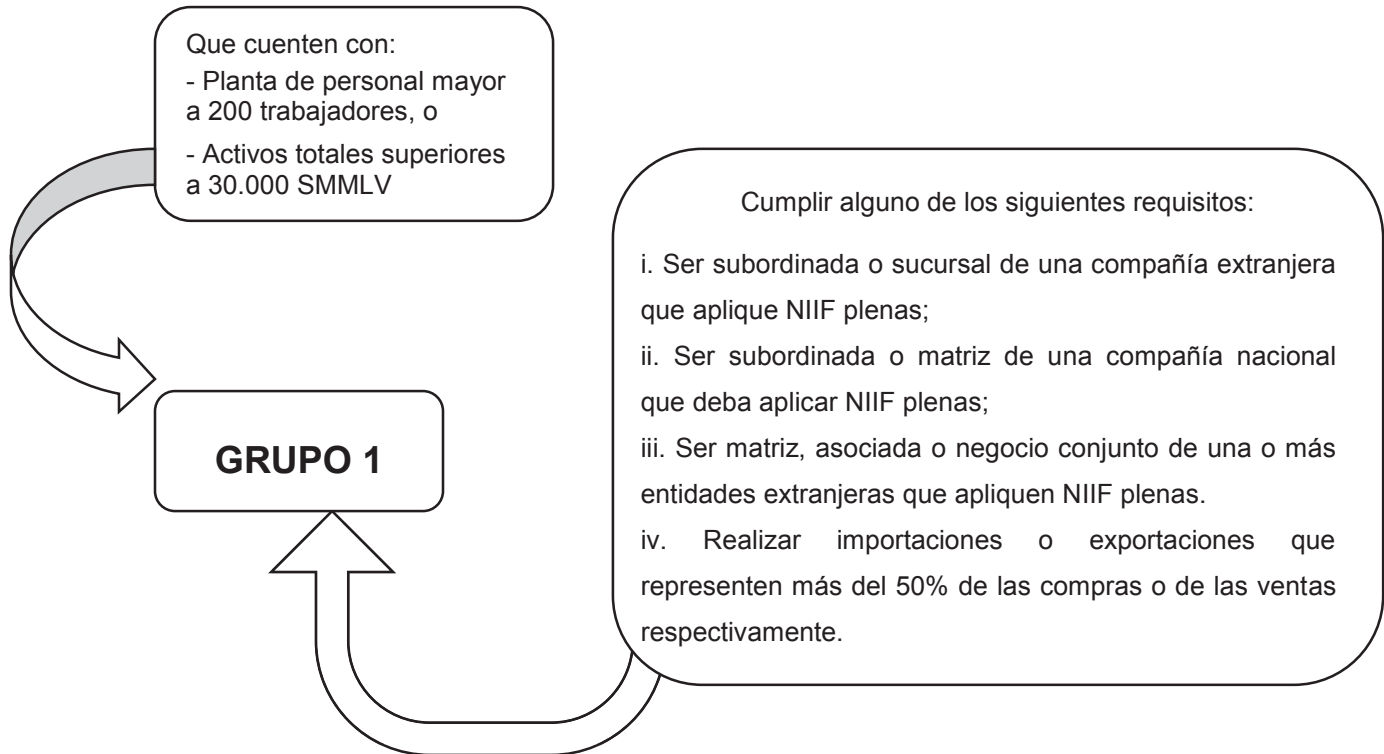 Que cuenten con:
- Planta de personal mayor
a 200 trabajadores, o
- Activos totales superiores
a 30.000 SMMLV
Cumplir alguno de los siguientes requisitos:
i. Ser subordinada o sucursal de una compañía extranjera
que aplique NIIF plenas;
ii. Ser subordinada o matriz de una compañía nacional
que deba aplicar NIIF plenas;
iii. Ser matriz, asociada o negocio conjunto de una o más
entidades extranjeras que apliquen NIIF plenas.
iv. Realizar importaciones o exportaciones que
representen más del 50% de las compras o de las ventas
respectivamente.
GRUPO 1